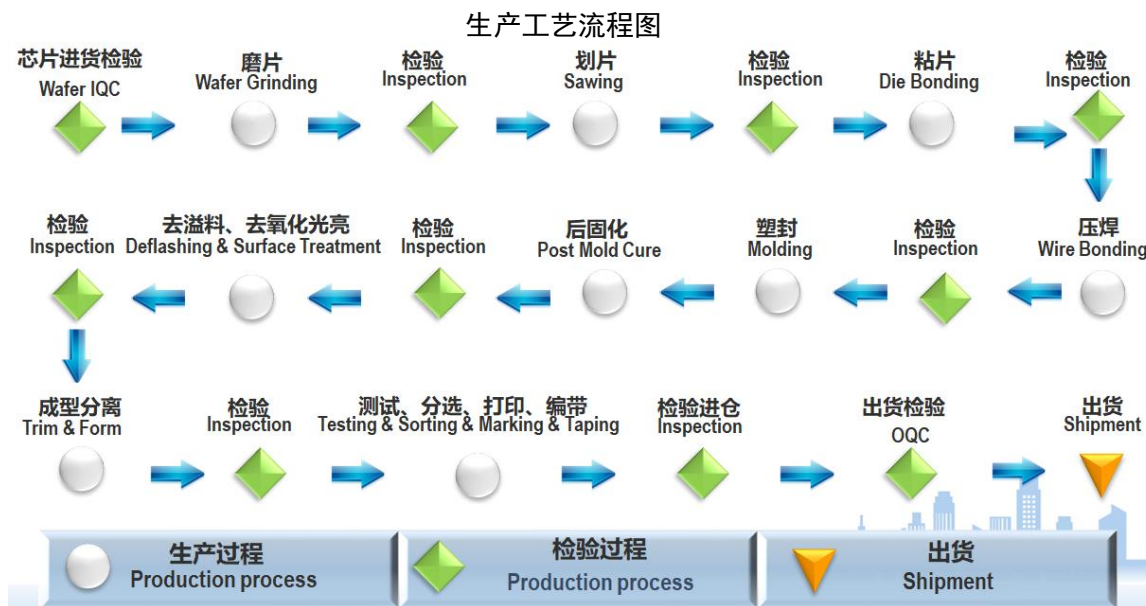 生产工艺流程图
芯片进货检验
Wafer IQC
磨片
Wafer Grinding
检验
Inspection
划片
Sawing
检验
Inspection
粘片
Die Bonding
检验
Inspection
检验
Inspection
去溢料、去氧化光亮
Deflashing & Surface Treatment
检验
Inspection
后固化
Post Mold Cure
塑封
Molding
检验
Inspection
压焊
Wire Bonding
成型分离
Trim & Form
检验
Inspection
测试、分选、打印、编带
Testing & Sorting & Marking & Taping
检验进仓
Inspection
出货检验
OQC
出货
Shipment
生产过程
Production process
检验过程
Production process
出货
Shipment